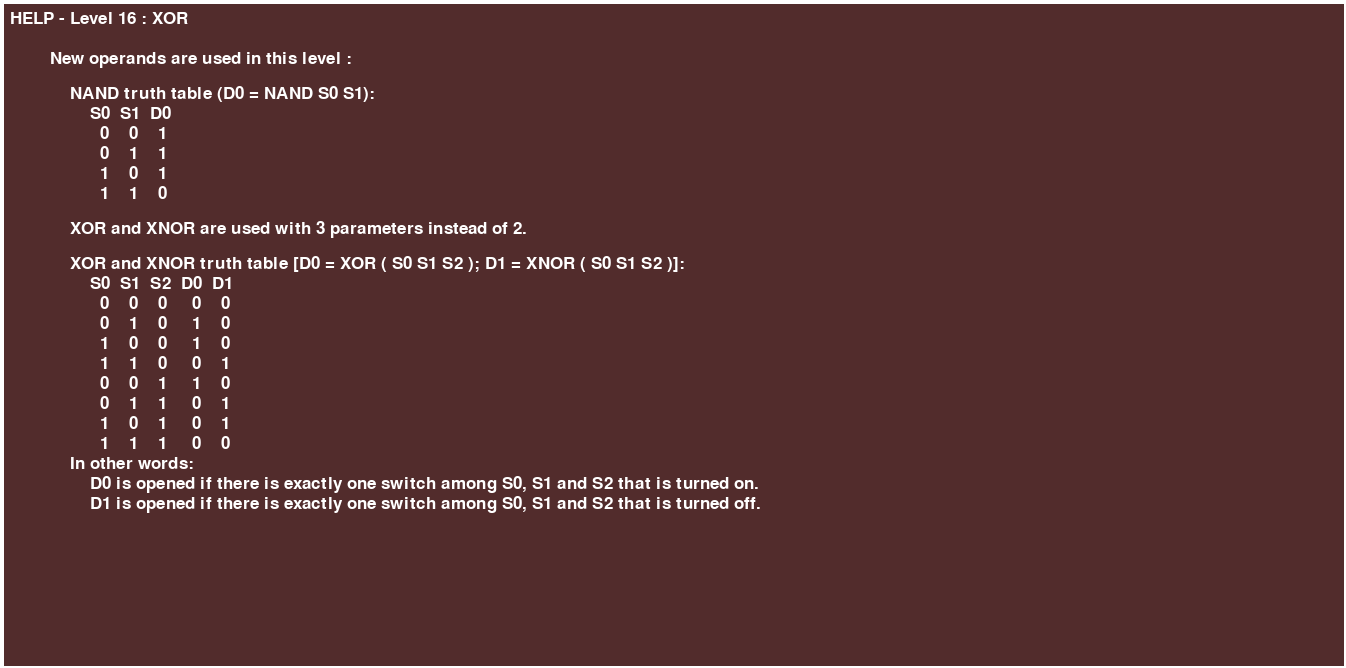 HELP - Level 16 : XOR
New operands are used in this level :
NAND truth table (D0 = NAND S0 S1):
S0 S1 D0
0 0 1
0 1 1
1 0 1
1 1 0
XOR and XNOR are used with 3 parameters instead of 2.
XOR and XNOR truth table [D0 = XOR ( S0 S1 S2 ); D1 = XNOR ( S0 S1 S2 )]:
S0 S1 S2 D0 D1
0 0 0 0 0
0 1 0 1 0
1 0 0 1 0
1 1 0 0 1
0 0 1 1 0
0 1 1 0 1
1 0 1 0 1
1 1 1 0 0
In other words:
D0 is opened if there is exactly one switch among S0, S1 and S2 that is turned on.
D1 is opened if there is exactly one switch among S0, S1 and S2 that is turned off.